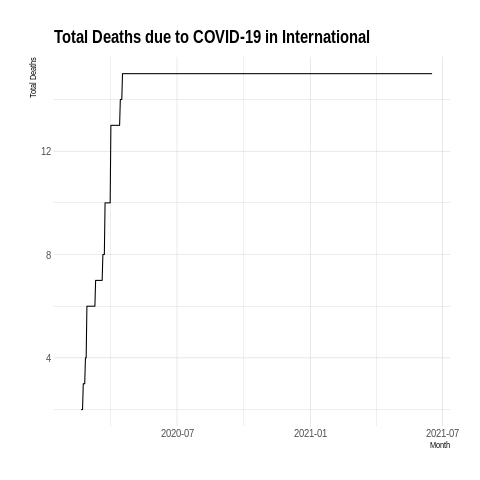 Total Deaths due to COVID-19 in International
Total Deaths
12
8
4
2020-07
2021-01
2021-07
Month